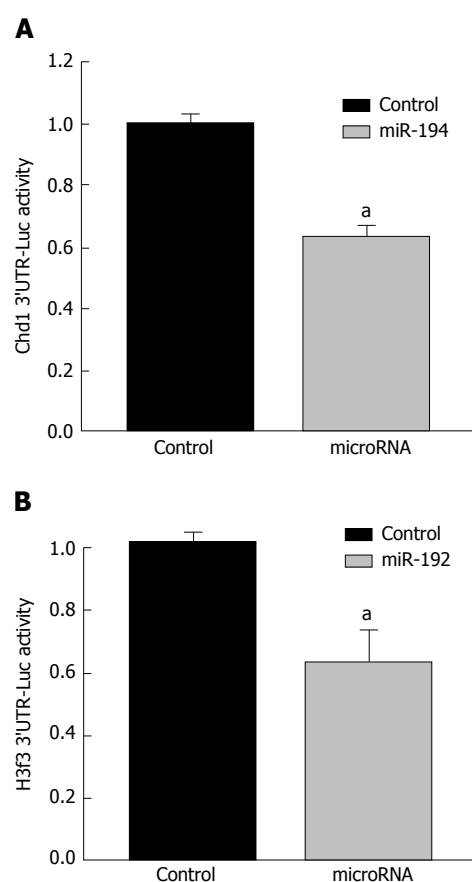 A
Chd1 3'UTR-Luc activity
1.2
1.0
0.8
0.6
0.4
0.2
0.0
Control
miR-194
a
Control
microRNA
B
H3f3 3'UTR-Luc activity
1.0
0.8
0.6
0.4
0.2
0.0
Control
miR-192
a
Control
microRNA